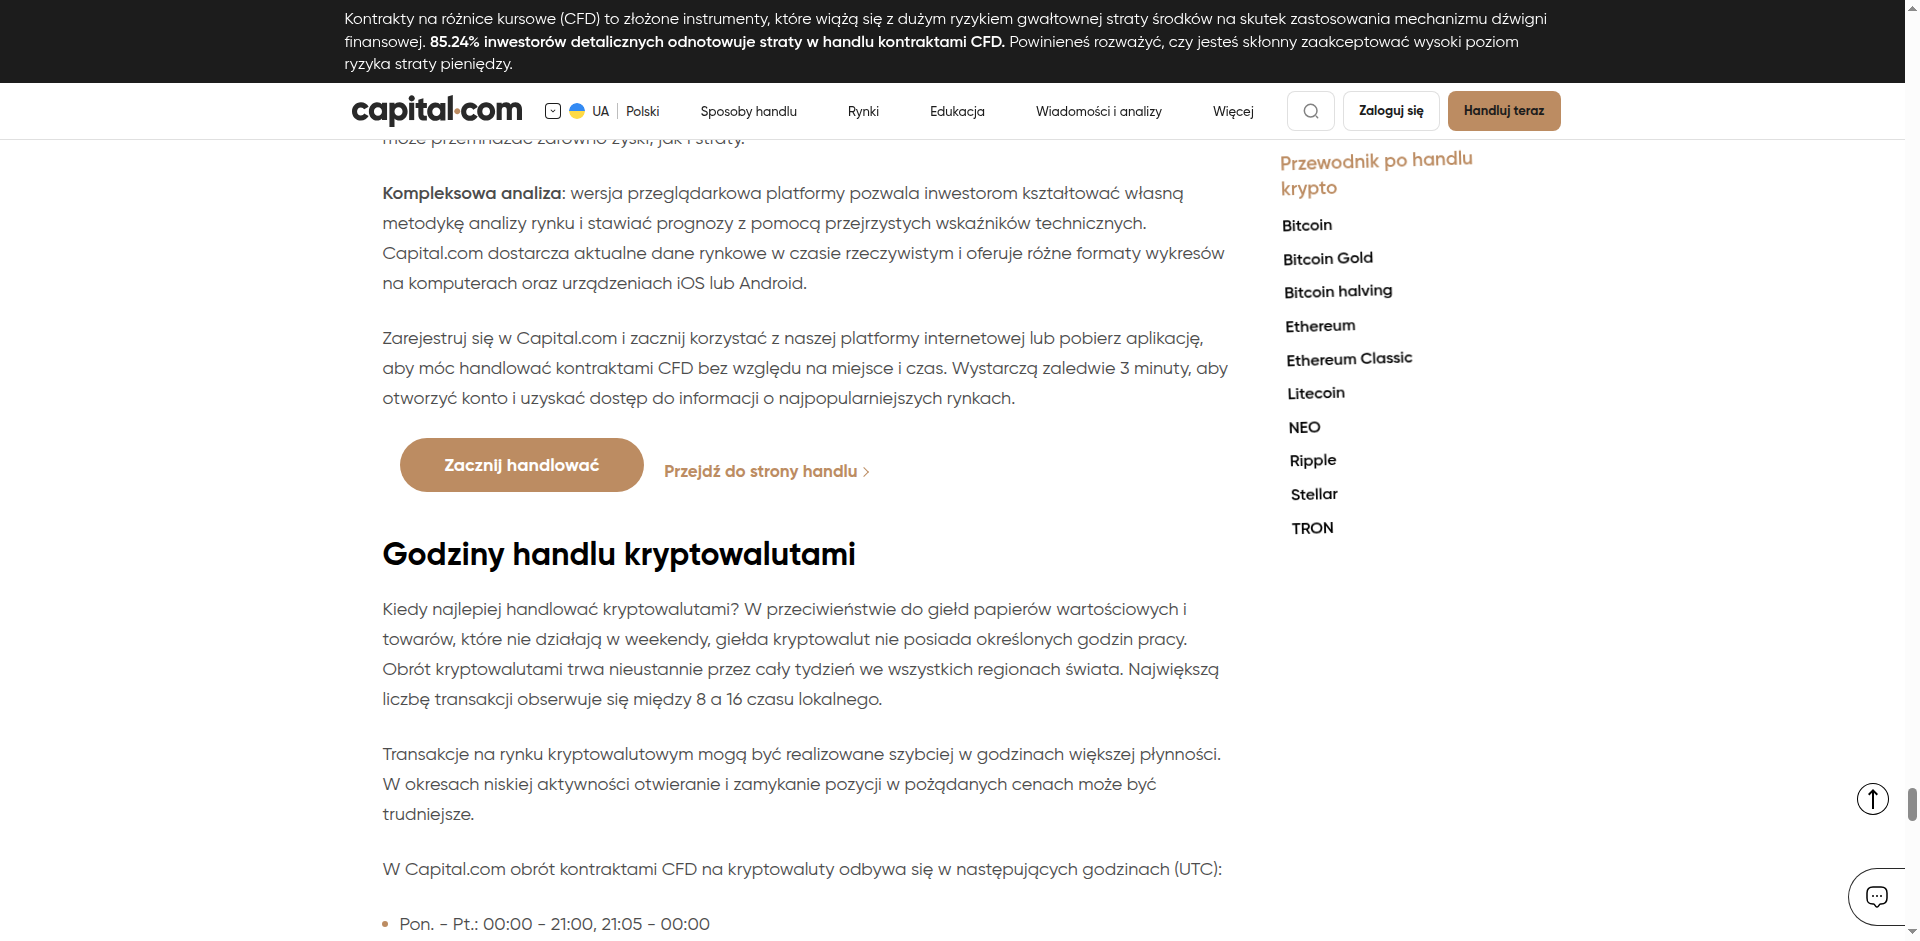 Kontrakty na różnice kursowe (CFD) to złożone instrumenty, które wiążą się z dużym ryzykiem gwałtownej straty środków na skutek zastosowania mechanizmu dźwigni
finansowej. 85.24% inwestorów detalicznych odnotowuje straty w handlu kontraktami CFD. Powinieneś rozważyć, czy jesteś skłonny zaakceptować wysoki poziom
ryzyka straty pieniędzy.
capital.com
UA | Polski
Sposoby handlu
Rynki
Edukacja
Wiadomości i analizy
Więcej
Zaloguj się
Handluj teraz
może przemnażać zarówno zyski, jak i straty.
Kompleksowa analiza: wersja przeglądarkowa platformy pozwala inwestorom kształtować własną
metodykę analizy rynku i stawiać prognozy z pomocą przejrzystych wskaźników technicznych.
Capital.com dostarcza aktualne dane rynkowe w czasie rzeczywistym i oferuje różne formaty wykresów
na komputerach oraz urządzeniach iOS lub Android.
Zarejestruj się w Capital.com i zacznij korzystać z naszej platformy internetowej lub pobierz aplikację,
aby móc handlować kontraktami CFD bez względu na miejsce i czas. Wystarczą zaledwie 3 minuty, aby
otworzyć konto i uzyskać dostęp do informacji o najpopularniejszych rynkach.
Zacznij handlować
Przejdź do strony handlu
Godziny handlu kryptowalutami
Kiedy najlepiej handlować kryptowalutami? W przeciwieństwie do giełd papierów wartościowych i
towarów, które nie działają w weekendy, giełda kryptowalut nie posiada określonych godzin pracy.
Obrót kryptowalutami trwa nieustannie przez cały tydzień we wszystkich regionach świata. Największą
liczbę transakcji obserwuje się między 8 a 16 czasu lokalnego.
Transakcje na rynku kryptowalutowym mogą być realizowane szybciej w godzinach większej płynności.
W okresach niskiej aktywności otwieranie i zamykanie pozycji w pożądanych cenach może być
trudniejsze.
W Capital.com obrót kontraktami CFD na kryptowaluty odbywa się w następujących godzinach (UTC):
Pon. - Pt.: 00:00 - 21:00, 21:05 - 00:00
Przewodnik po handlu
krypto
Bitcoin
Bitcoin Gold
Bitcoin halving
Ethereum
Ethereum Classic
Litecoin
NEO
Ripple
Stellar
TRON